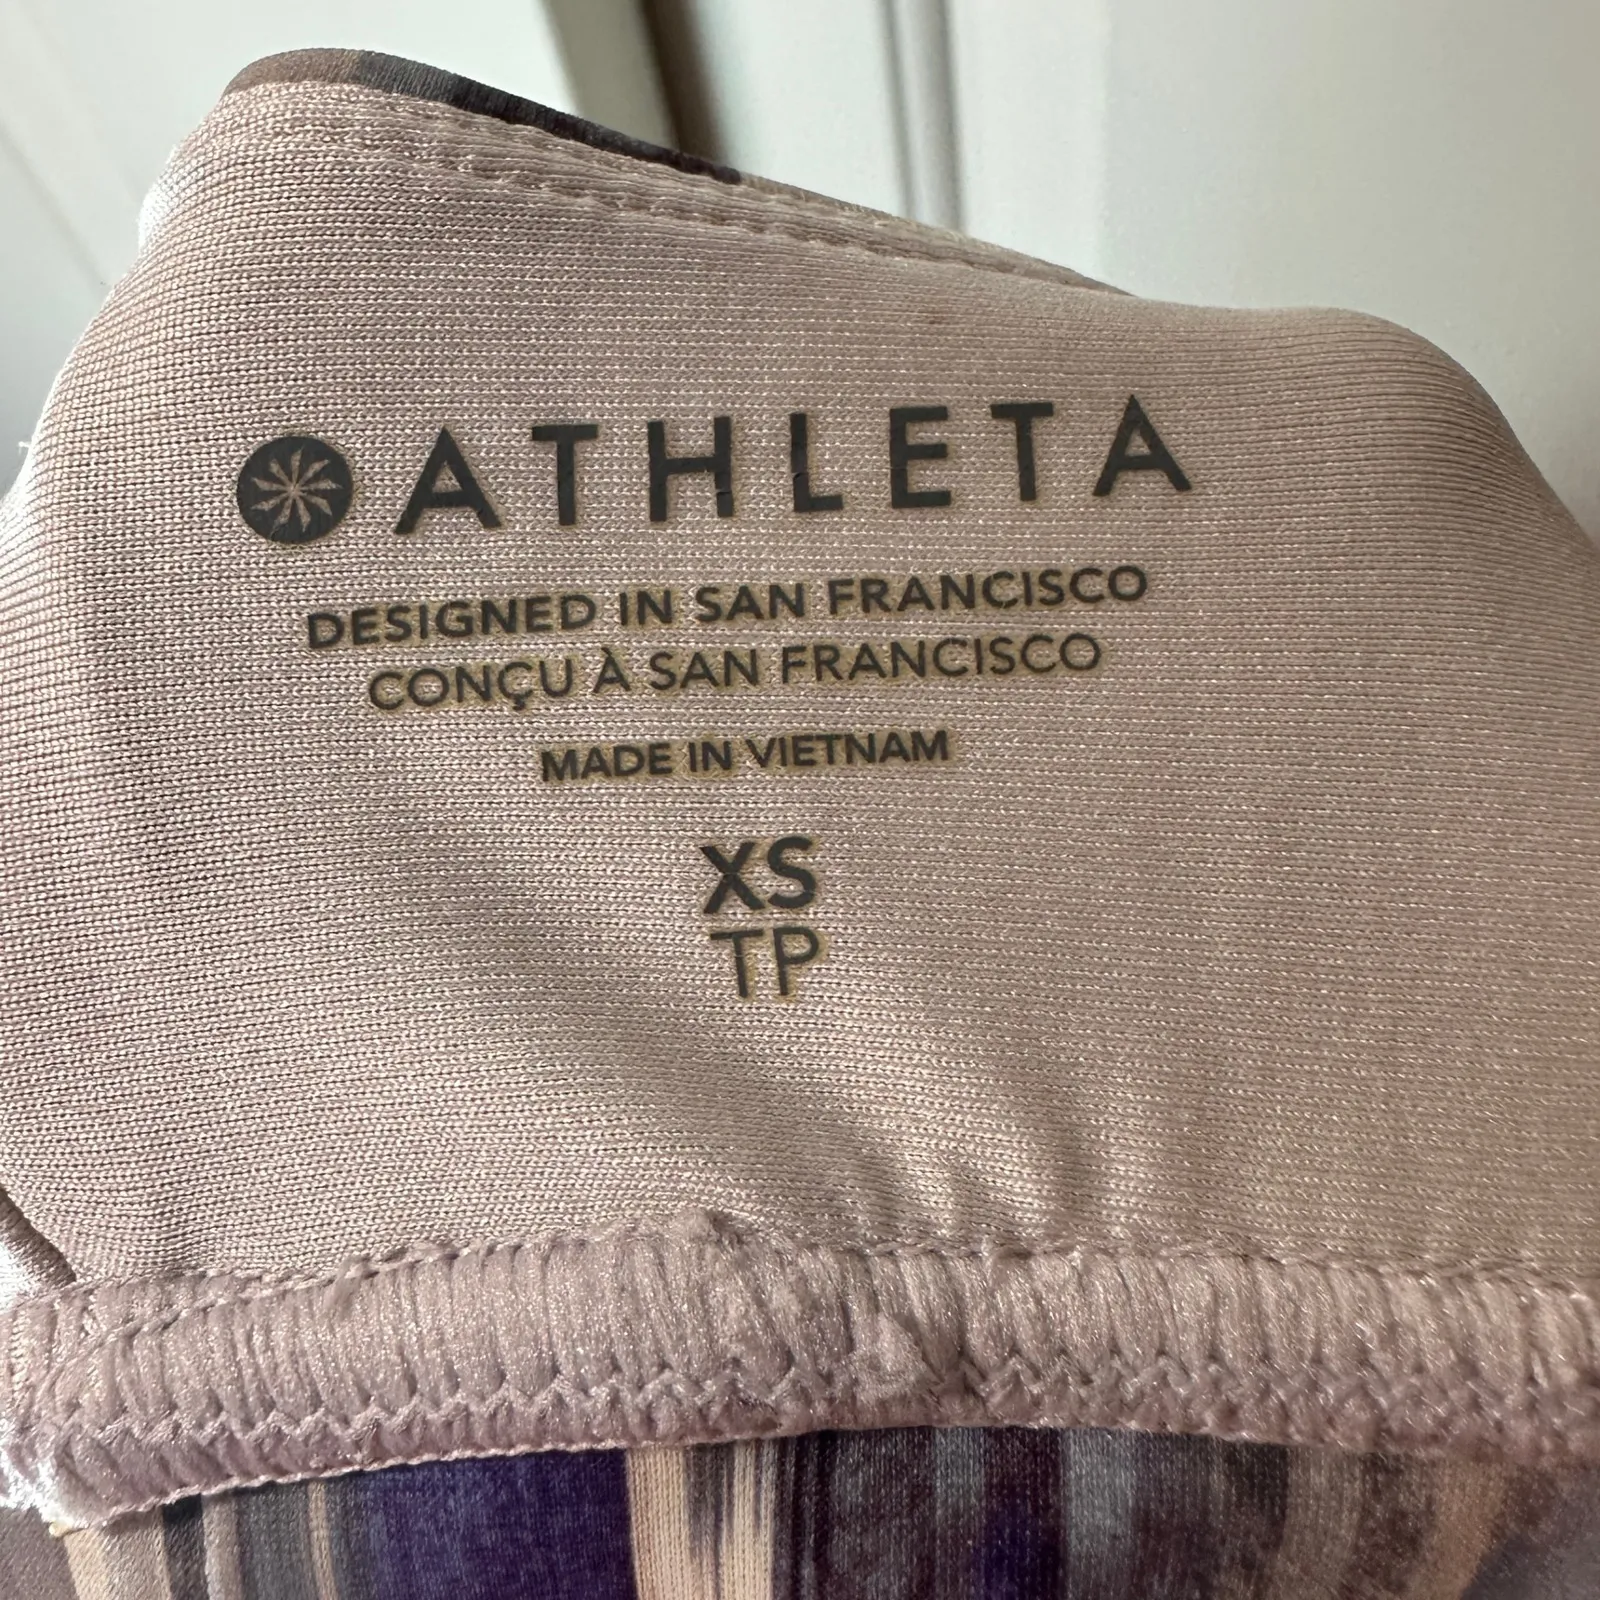 ATHLETA
DESIGNED IN SAN FRANCISCO
CONÇU À SAN FRANCISCO
MADE IN VIETNAM
XS
TP